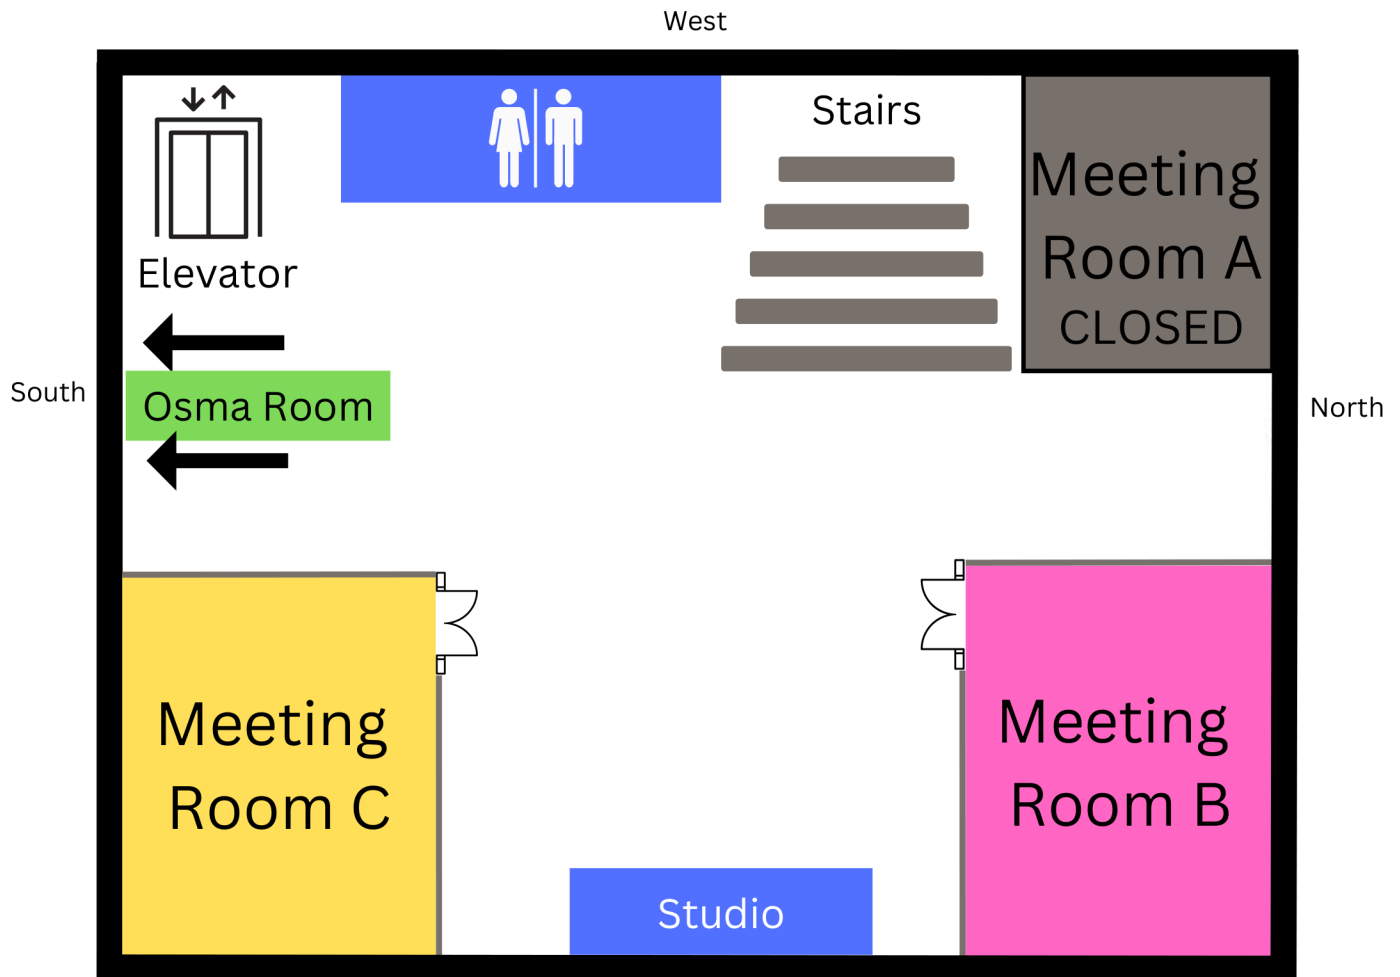 West
Stairs
Meeting
Room A
CLOSED
Elevator
South
Osma Room
North
Meeting
Room C
Meeting
Room B
Studio